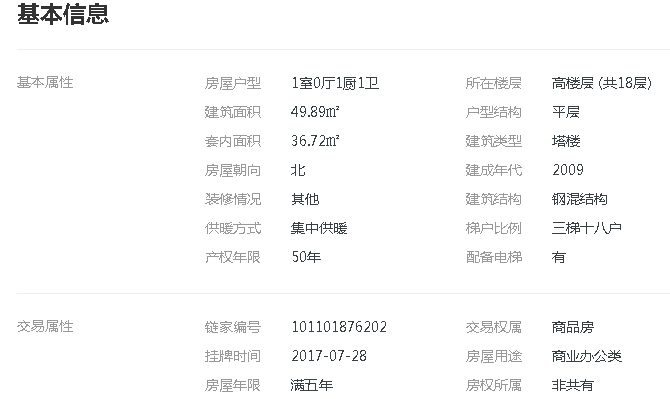 基本信息
基本属性 房屋户型 1室0厅1厨1卫 所在楼层 高楼层 (共18层)
建筑面积 49.89㎡ 户型结构 平层
套内面积 36.72㎡ 建筑类型 塔楼
房屋朝向 北 建成年代 2009
装修情况 其他 建筑结构 钢混结构
供暖方式 集中供暖 梯户比例 三梯十八户
产权年限 50年 配备电梯 有
交易属性 链家编号 101101876202 交易权属 商品房
挂牌时间 2017-07-28 房屋用途 商业办公类
房屋年限 满五年 房权所属 非共有